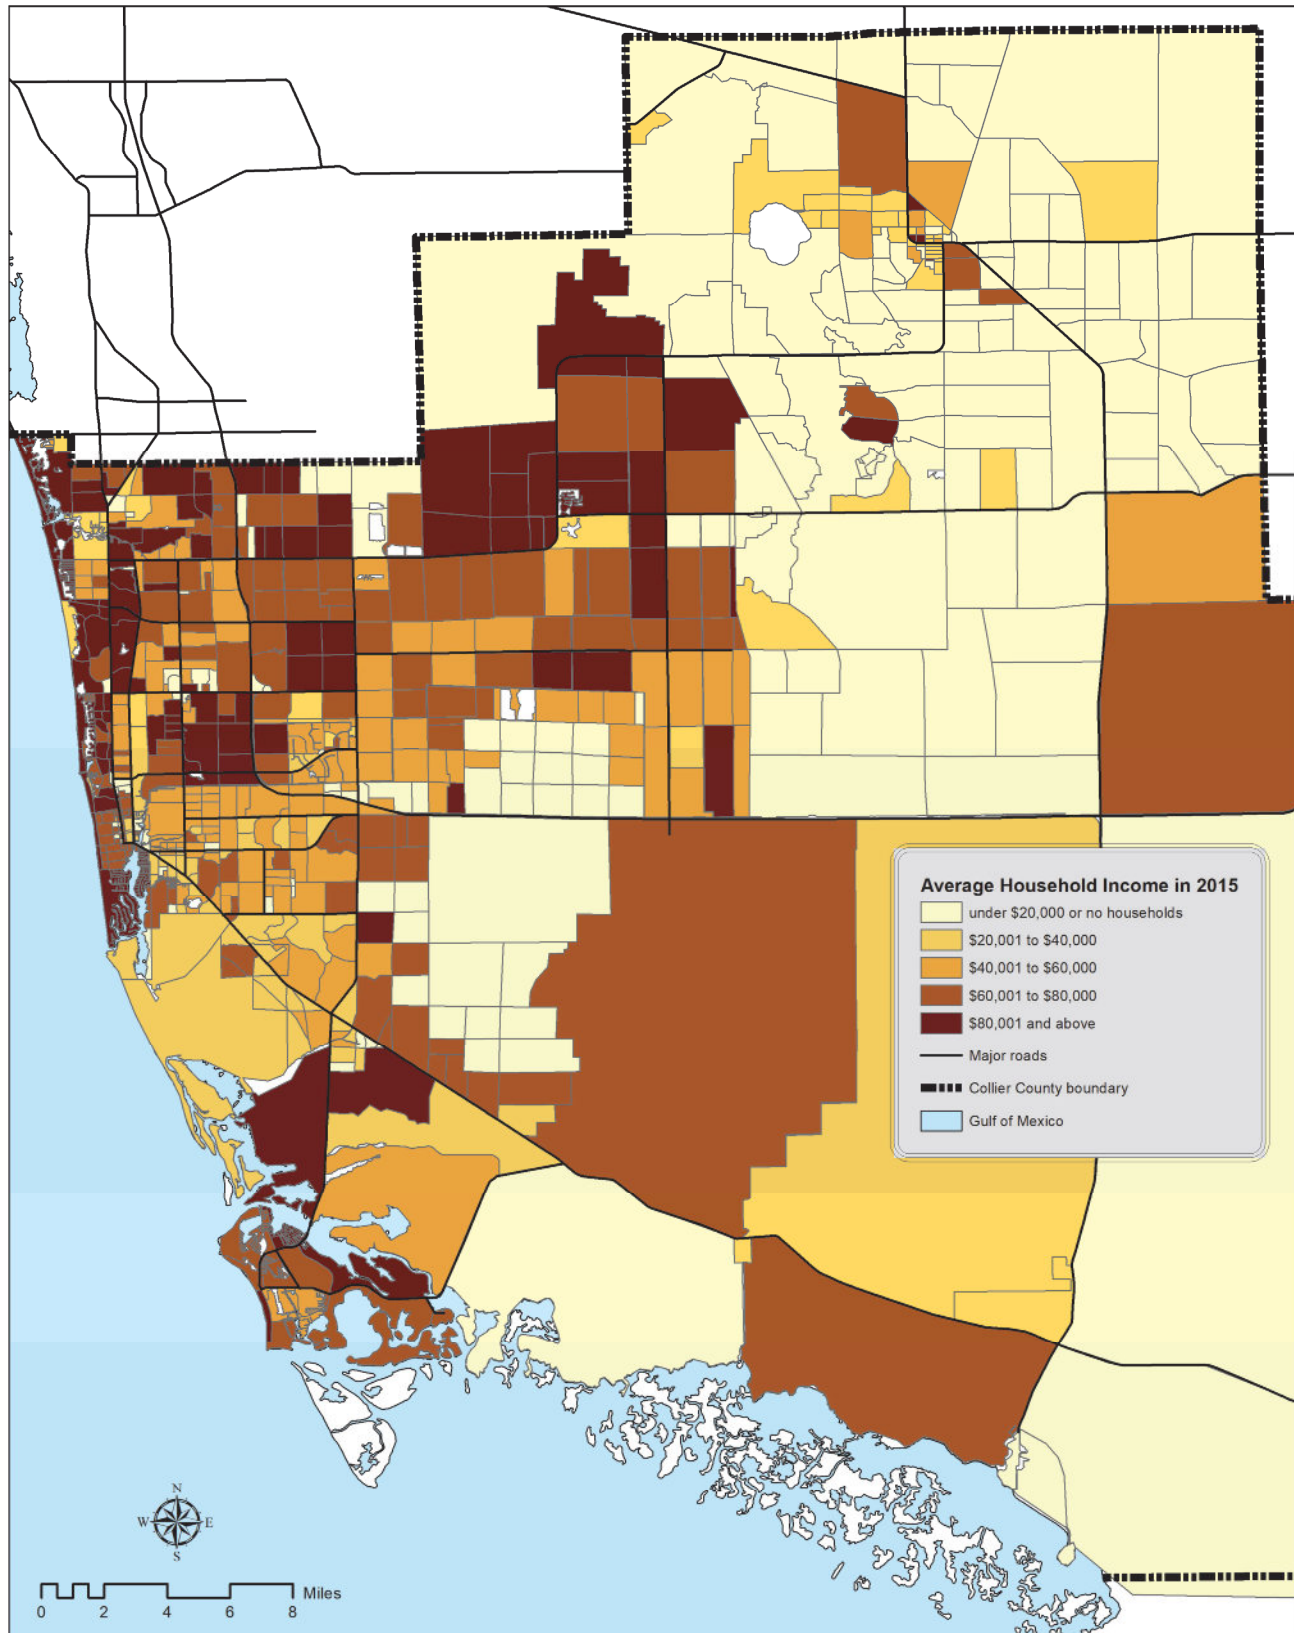 Average Household Income in 2015
under $20,000 or no households
$20,001 to $40,000
$40,001 to $60,000
$60,001 to $80,000
$80,001 and above
Major roads
Collier County boundary
Gulf of Mexico
N
W E
S
Miles
0 2 4 6 8